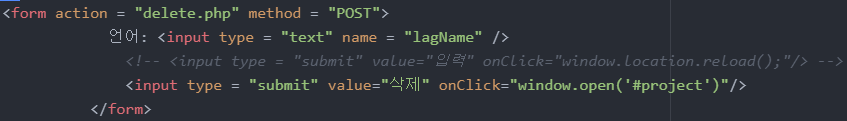 <form action = "delete.php" method = "POST">
언어: <input type = "text" name = "lagName" />
<!-- <input type = "submit" value="입력" onClick="window.location.reload();"/> -->
<input type = "submit" value="삭제" onClick="window.open('#project')"/>
</form>